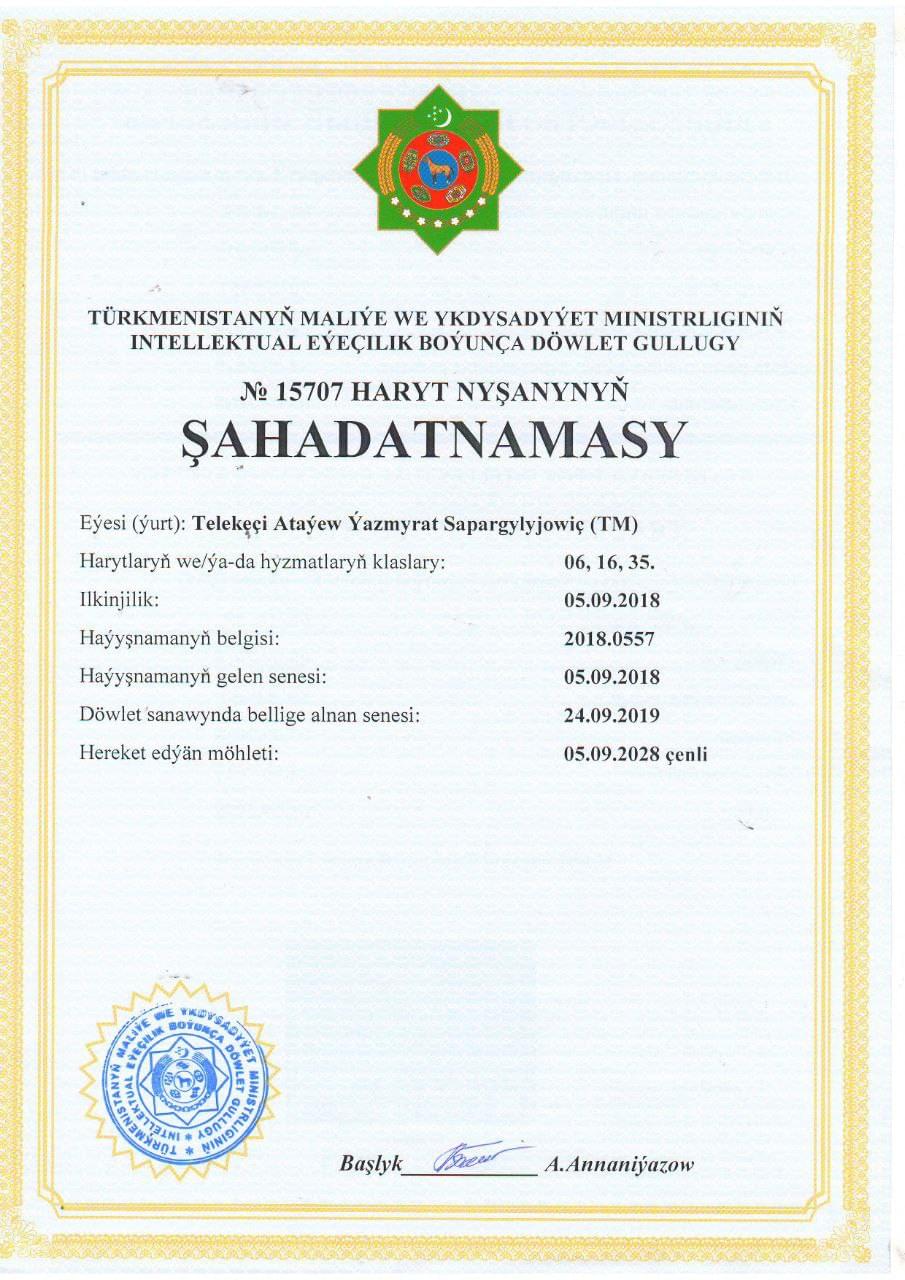 TÜRKMENISTANYŇ MALIÝE WE YKDYSADYÝET MINISTRLIGINIŇ
INTELLEKTUAL EÝEÇILIK BOÝUNÇA DÖWLET GULLUGY
№ 15707 HARYT NYŞANYNYŇ
ŞAHADATNAMASY
Eýesi (ýurt): Telekeçi Ataýew Ýazmyrat Sapargylyjowiç (TM)
Harytlaryň we/ýa-da hyzmatlaryň klaslary: 06, 16, 35.
Ilkinjilik: 05.09.2018
Haýyşnamanyň belgisi: 2018.0557
Haýyşnamanyň gelen senesi: 05.09.2018
Döwlet sanawynda bellige alnan senesi: 24.09.2019
Hereket edýän möhleti: 05.09.2028 çenli
TÜRKMENISTANYŇ MALIÝE WE YKDYSADYÝET MINISTRLIGINIŇ *
INTELLEKTUAL EÝEÇILIK BOÝUNÇA DÖWLET GULLUGY *
Başlyk A.Annaniýazow